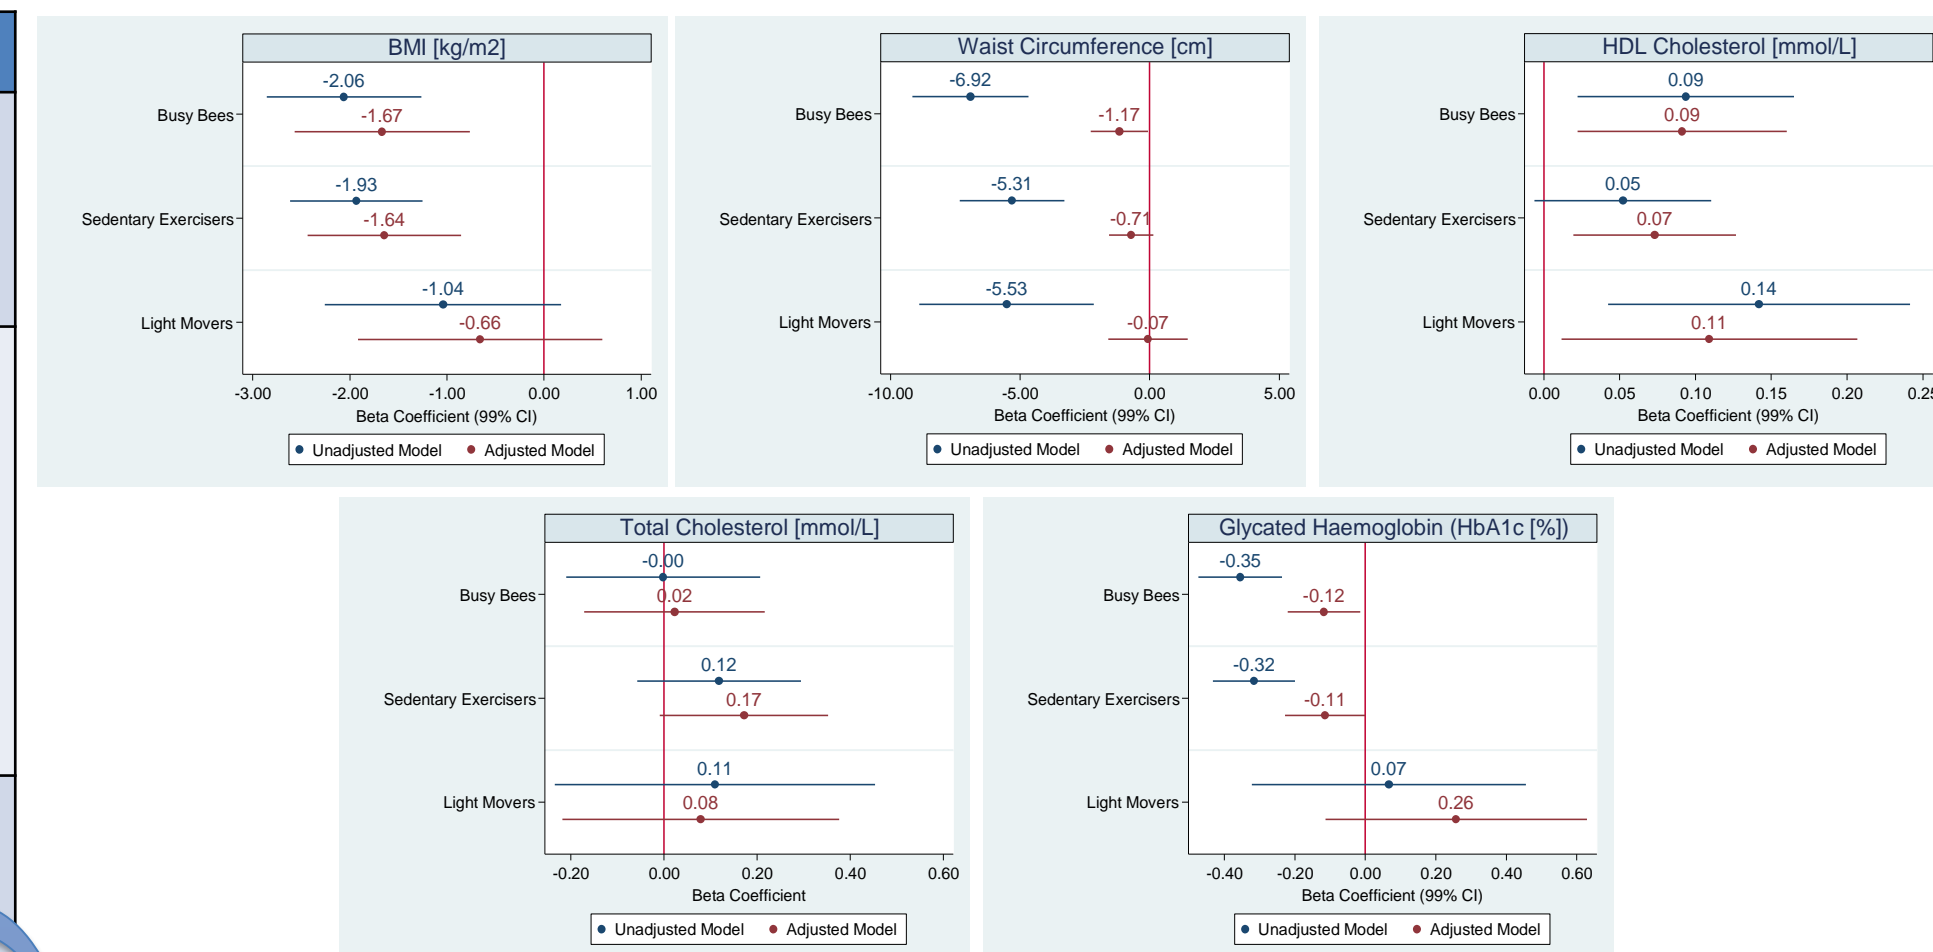 BMI [kg/m2]
-2.06
Busy Bees
-1.67
-1.93
Sedentary Exercisers
-1.64
-1.04
Light Movers
-0.66
-3.00 -2.00 -1.00 0.00 1.00
Beta Coefficient (99% CI)
Unadjusted Model Adjusted Model
Waist Circumference [cm]
-6.92
Busy Bees
-1.17
-5.31
Sedentary Exercisers
-0.71
-5.53
Light Movers
-0.07
-10.00 -5.00 0.00 5.00
Beta Coefficient (99% CI)
Unadjusted Model Adjusted Model
HDL Cholesterol [mmol/L]
0.09
Busy Bees
0.09
0.05
Sedentary Exercisers
0.07
0.14
Light Movers
0.11
0.00 0.05 0.10 0.15 0.20 0.25
Beta Coefficient (99% CI)
Unadjusted Model Adjusted Model
Total Cholesterol [mmol/L]
-0.00
Busy Bees
0.02
0.12
Sedentary Exercisers
0.17
0.11
Light Movers
0.08
-0.20 0.00 0.20 0.40 0.60
Beta Coefficient
Unadjusted Model Adjusted Model
Glycated Haemoglobin (HbA1c [%])
-0.35
Busy Bees
-0.12
-0.32
Sedentary Exercisers
-0.11
0.07
Light Movers
0.26
-0.40 -0.20 0.00 0.20 0.40 0.60
Beta Coefficient (99% CI)
Unadjusted Model Adjusted Model